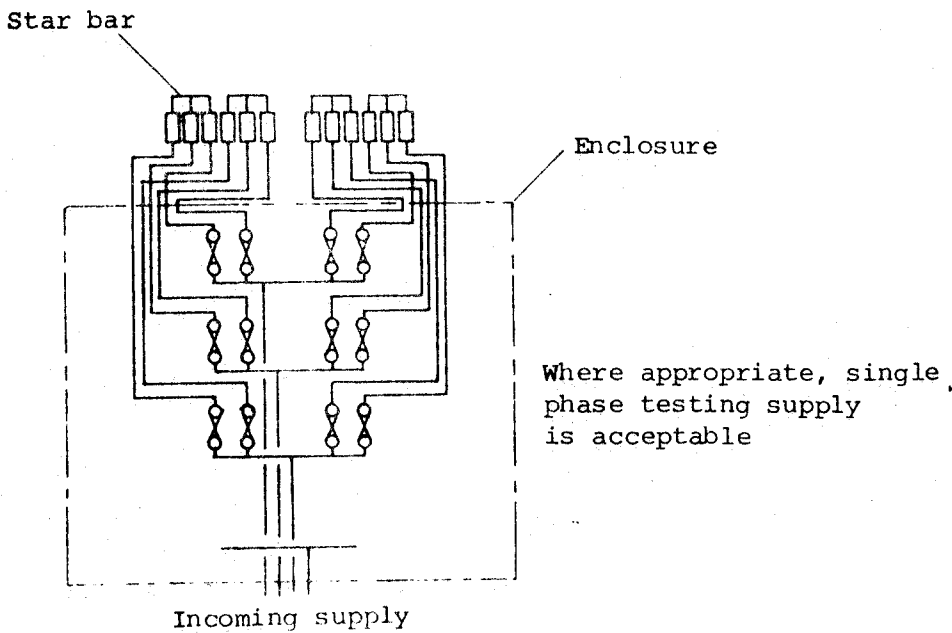 Star bar
Enclosure
Where appropriate, single
phase testing supply
is acceptable
Incoming supply